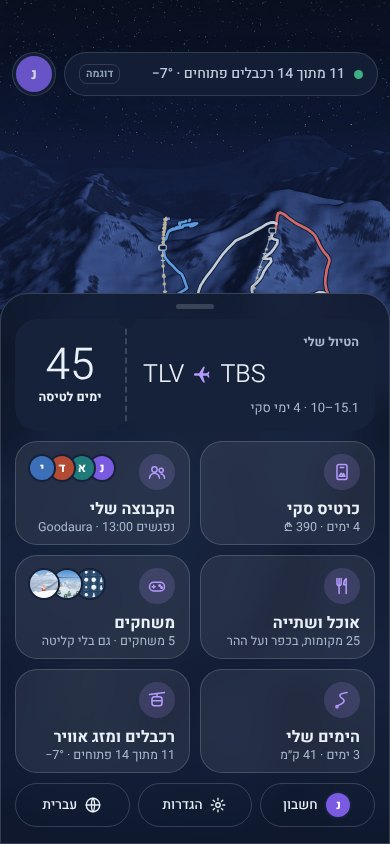 11 מתוך 14 רכבלים פתוחים · ‎−7°
דוגמה
נ
הטיול שלי
TLV TBS
10–15.1 · 4 ימי סקי
45
ימים לטיסה
כרטיס סקי
4 ימים · 390 ₾
נ א ד י
הקבוצה שלי
נפגשים 13:00 · Goodaura
אוכל ושתייה
25 מקומות, בכפר ועל ההר
משחקים
5 משחקים · גם בלי קליטה
הימים שלי
3 ימים · 41 ק״מ
רכבלים ומזג אוויר
11 מתוך 14 פתוחים · ‎−7°
נ חשבון
הגדרות
עברית